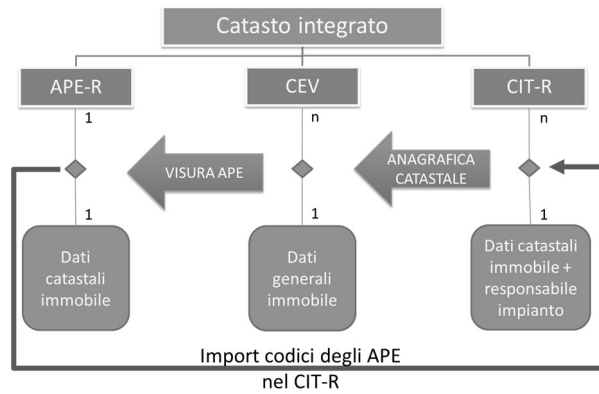 Catasto integrato
APE-R
CEV
CIT-R
1
n
n
VISURA APE
ANAGRAFICA
CATASTALE
1
1
1
Dati
catastali
immobile
Dati
generali
immobile
Dati catastali
immobile +
responsabile
impianto
Import codici degli APE
nel CIT-R